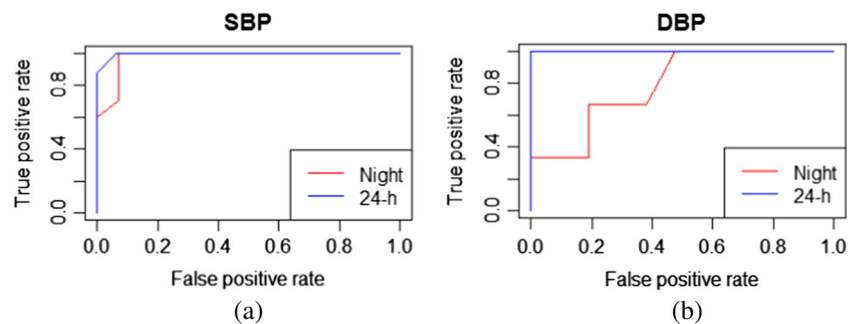 SBP
True positive rate
0.0 0.4 0.8
Night
24-h
0.0 0.2 0.4 0.6 0.8 1.0
False positive rate
(a)
DBP
True positive rate
0.0 0.4 0.8
Night
24-h
0.0 0.2 0.4 0.6 0.8 1.0
False positive rate
(b)